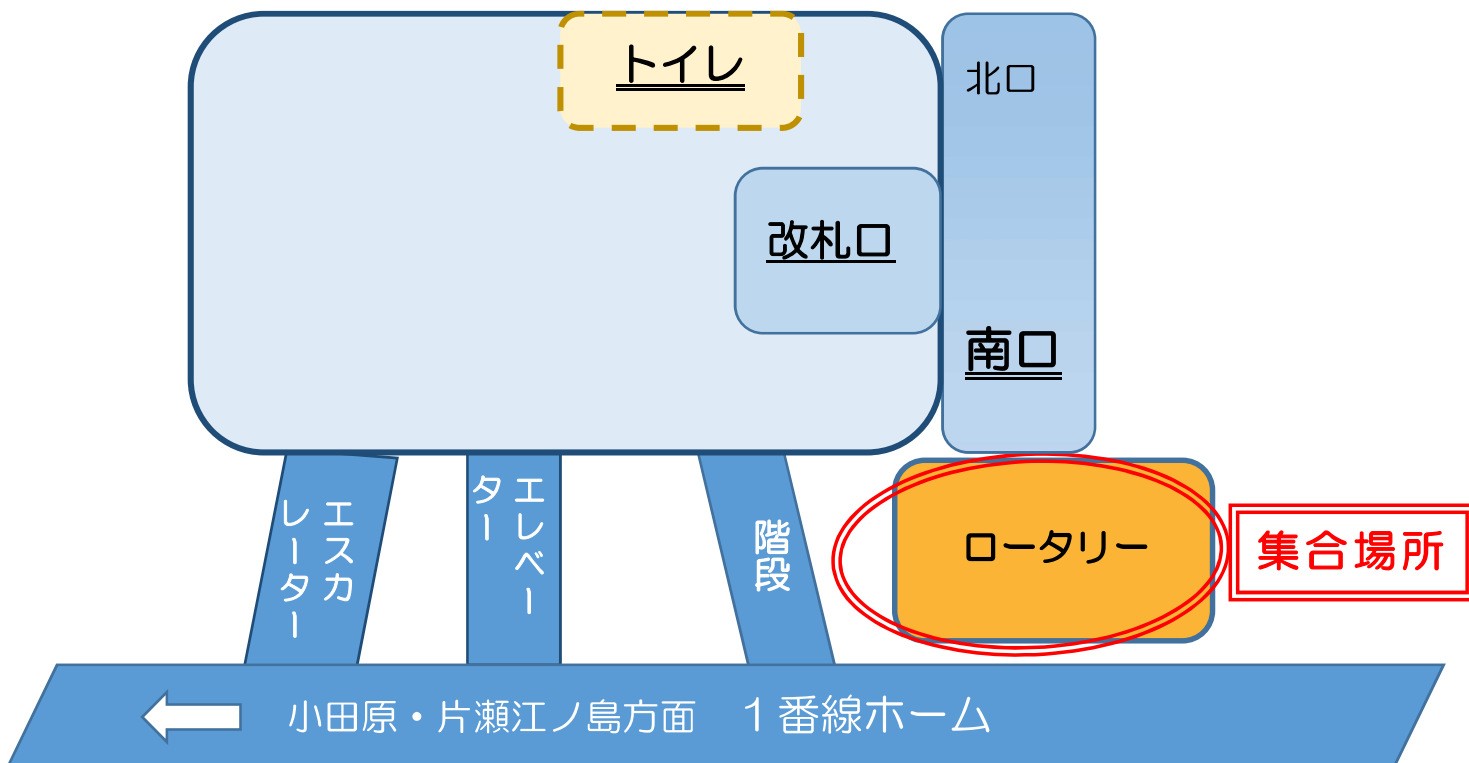 トイレ
北口
改札口
南口
エスカ
レーター
エレベー
ター
階段
ロータリー
集合場所
小田原・片瀬江ノ島方面　１番線ホーム